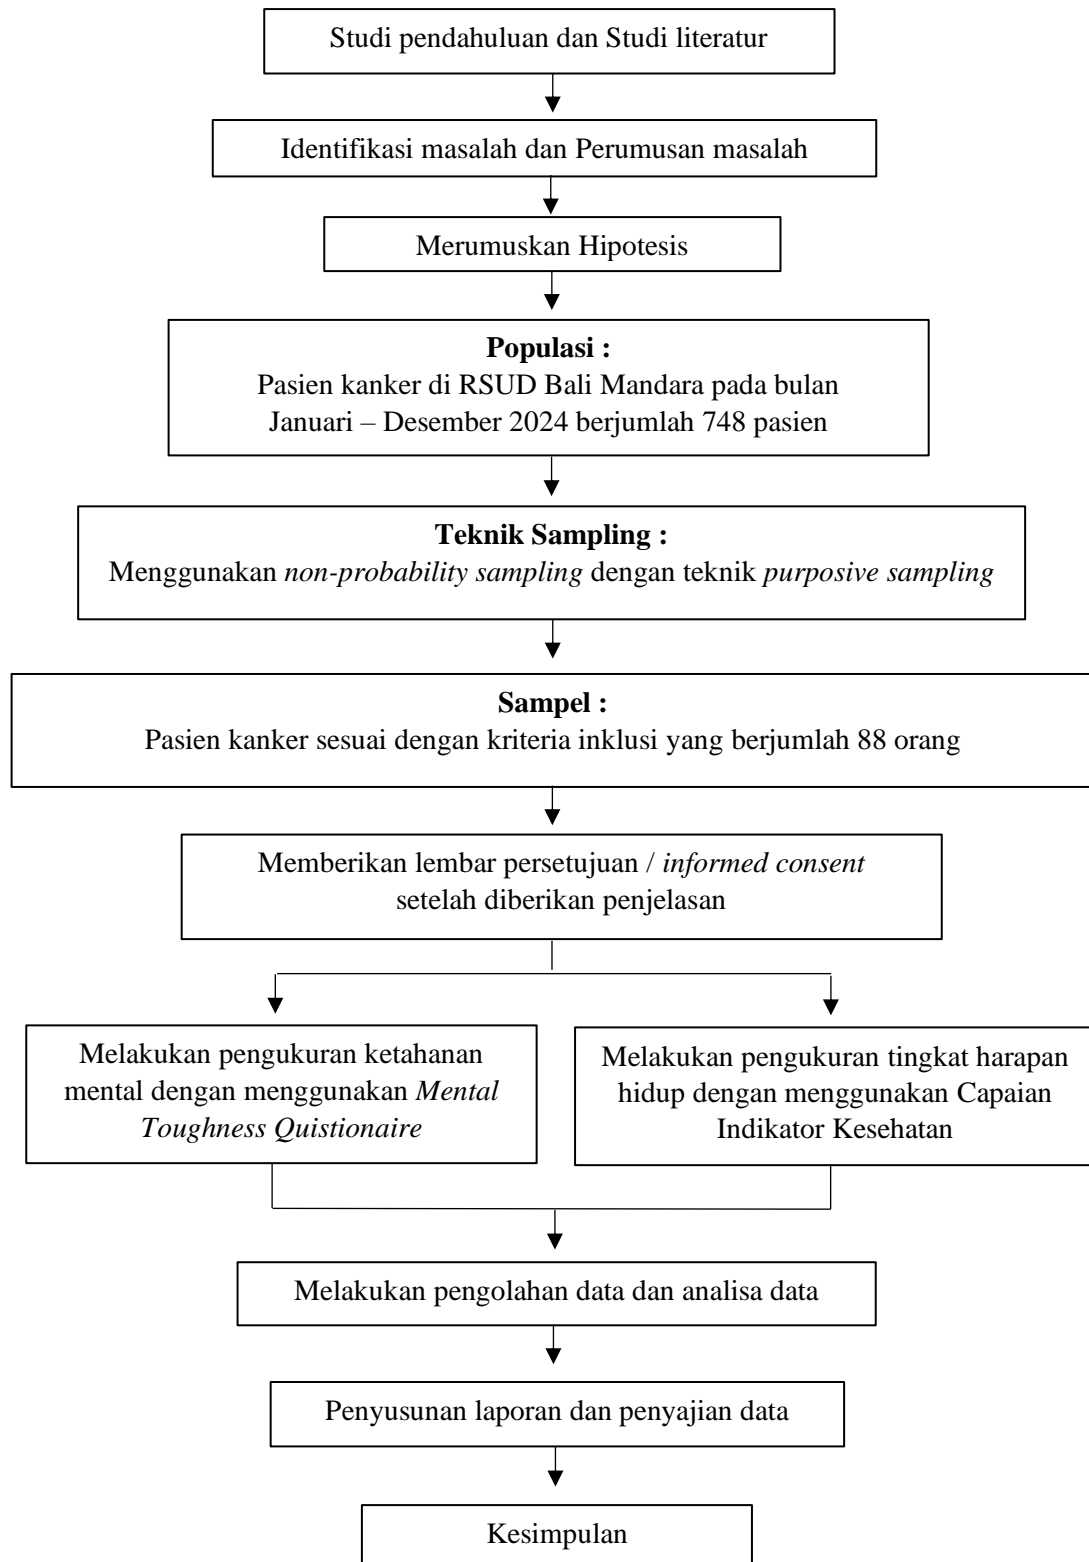 Studi pendahuluan dan Studi literatur
Identifikasi masalah dan Perumusan masalah
Merumuskan Hipotesis
Populasi :
Pasien kanker di RSUD Bali Mandara pada bulan
Januari – Desember 2024 berjumlah 748 pasien
Teknik Sampling :
Menggunakan non-probability sampling dengan teknik purposive sampling
Sampel :
Pasien kanker sesuai dengan kriteria inklusi yang berjumlah 88 orang
Memberikan lembar persetujuan / informed consent
setelah diberikan penjelasan
Melakukan pengukuran ketahanan
mental dengan menggunakan Mental
Toughness Quistionaire
Melakukan pengukuran tingkat harapan
hidup dengan menggunakan Capaian
Indikator Kesehatan
Melakukan pengolahan data dan analisa data
Penyusunan laporan dan penyajian data
Kesimpulan